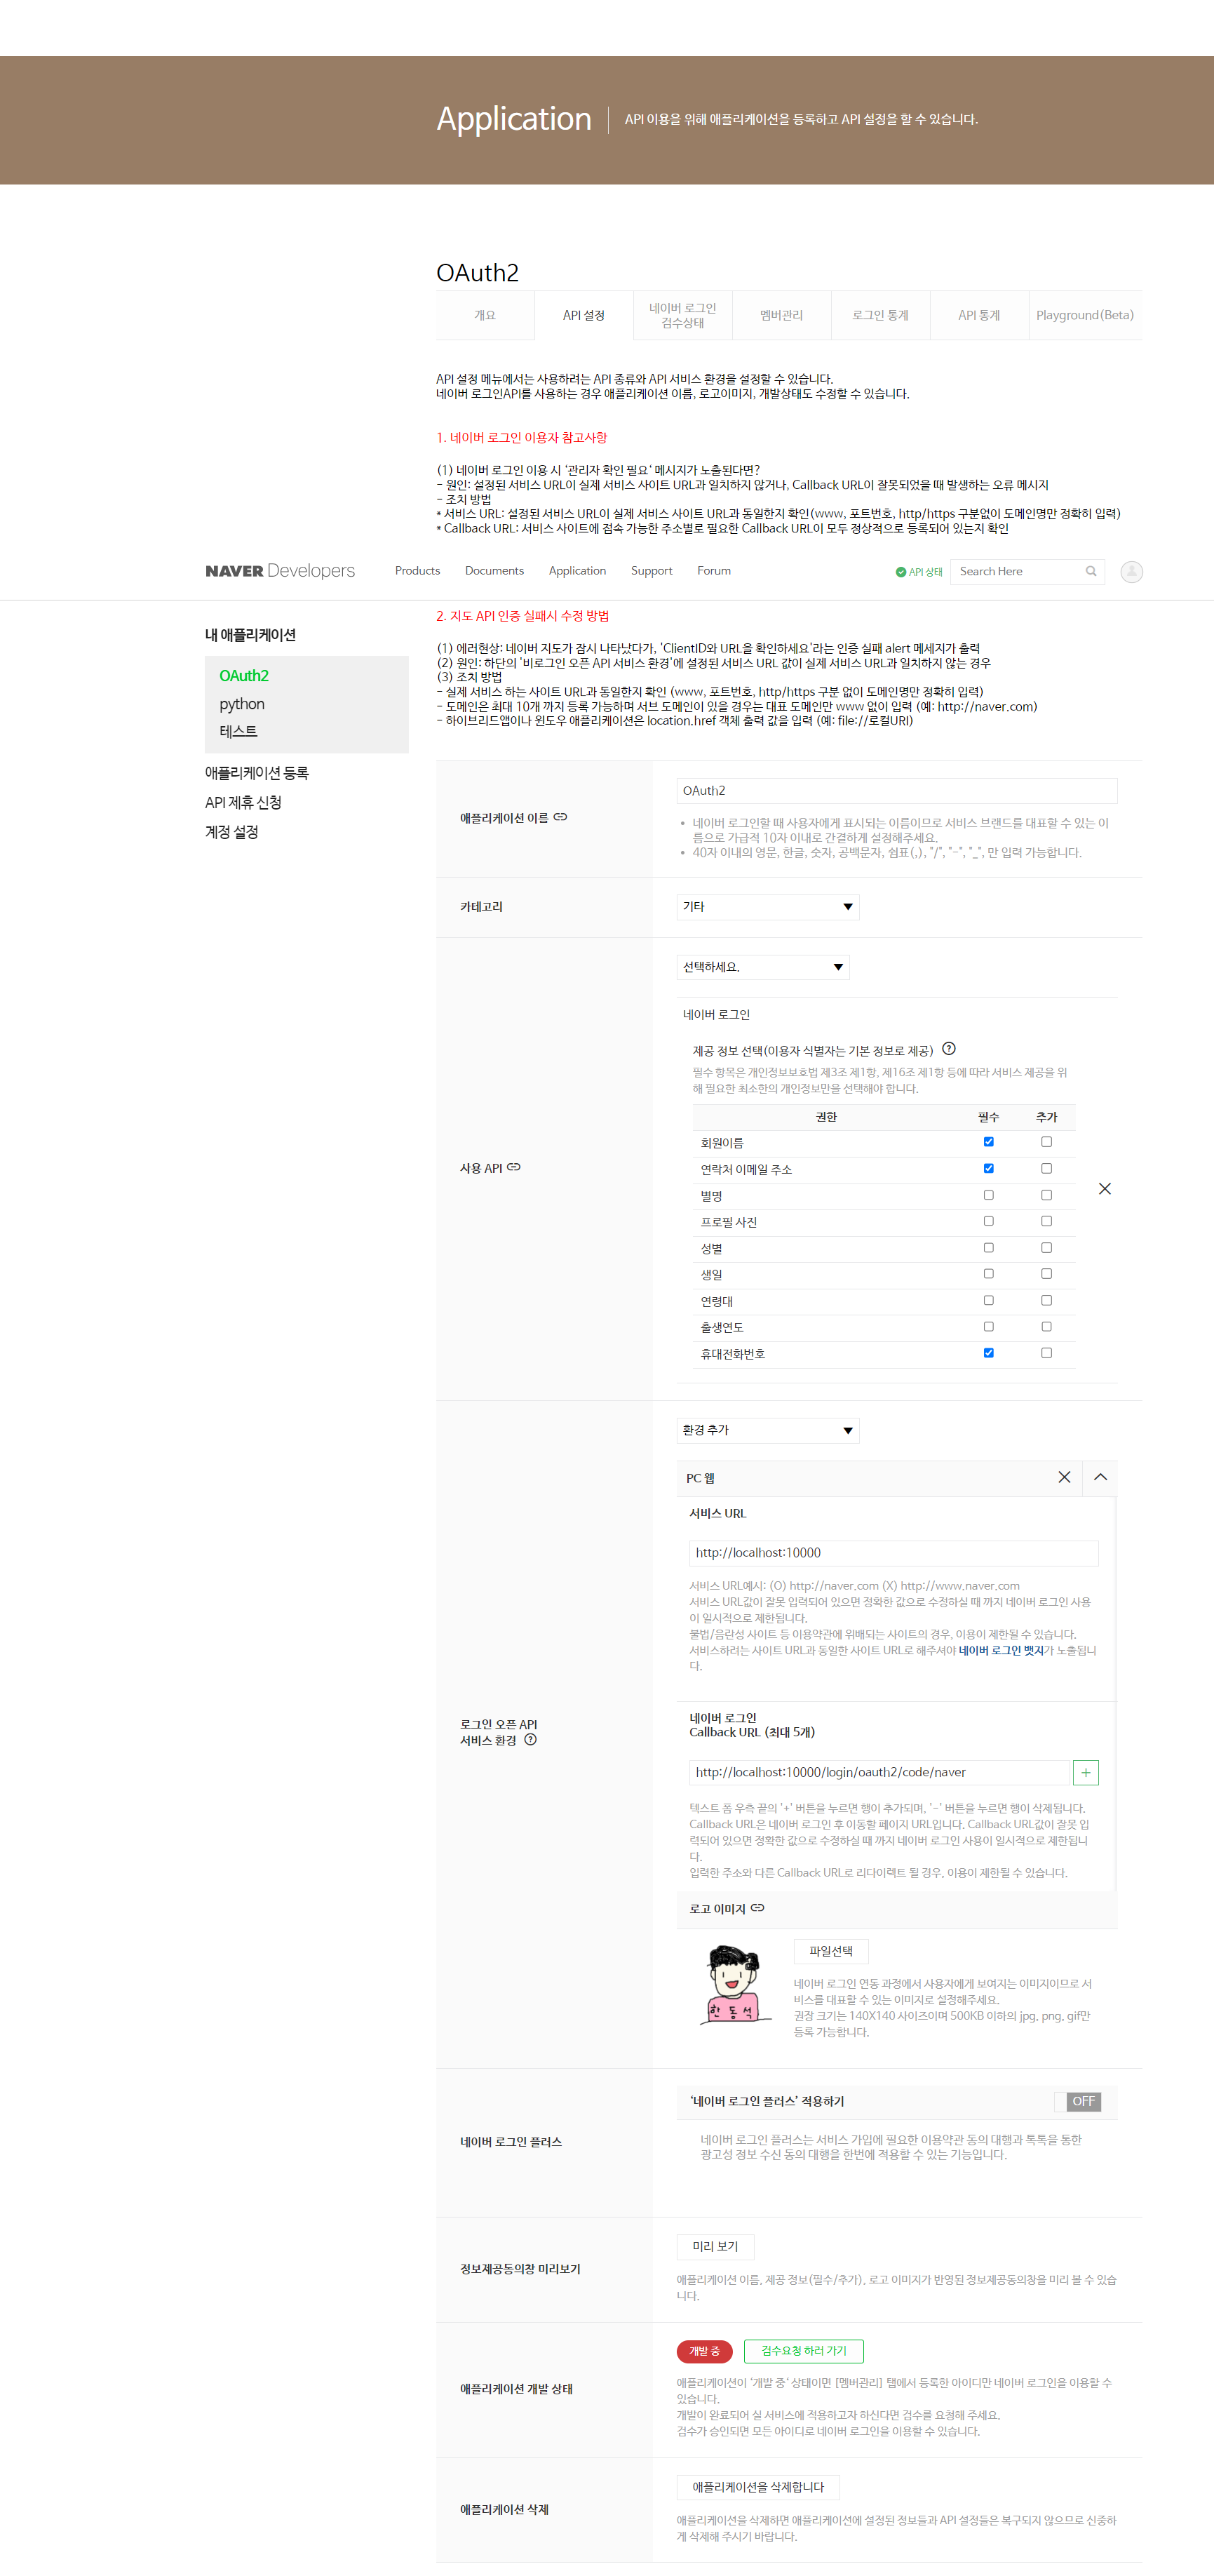 Application
API 이용을 위해 애플리케이션을 등록하고 API 설정을 할 수 있습니다.
OAuth2
개요
API 설정
네이버 로그인
검수상태
멤버관리
로그인 통계
API 통계
Playground(Beta)
API 설정 메뉴에서는 사용하려는 API 종류와 API 서비스 환경을 설정할 수 있습니다.
네이버 로그인API를 사용하는 경우 애플리케이션 이름, 로고이미지, 개발상태도 수정할 수 있습니다.
1. 네이버 로그인 이용자 참고사항
(1) 네이버 로그인 이용 시 '관리자 확인 필요' 메시지가 노출된다면?
- 원인: 설정된 서비스 URL이 실제 서비스 사이트 URL과 일치하지 않거나, Callback URL이 잘못되었을 때 발생하는 오류 메시지
- 조치 방법
* 서비스 URL: 설정된 서비스 URL이 실제 서비스 사이트 URL과 동일한지 확인(www, 포트번호, http/https 구분없이 도메인명만 정확히 입력)
* Callback URL: 서비스 사이트에 접속 가능한 주소별로 필요한 Callback URL이 모두 정상적으로 등록되어 있는지 확인
NAVER Developers
Products
Documents
Application
Support
Forum
API 상태
Search Here
내 애플리케이션
OAuth2
python
테스트
애플리케이션 등록
API 제휴 신청
계정 설정
2. 지도 API 인증 실패시 수정 방법
(1) 에러현상: 네이버 지도가 잠시 나타났다가, 'ClientID와 URL을 확인하세요'라는 인증 실패 alert 메세지가 출력
(2) 원인: 하단의 '비로그인 오픈 API 서비스 환경'에 설정된 서비스 URL 값이 실제 서비스 URL과 일치하지 않는 경우
(3) 조치 방법
- 실제 서비스 하는 사이트 URL과 동일한지 확인 (www, 포트번호, http/https 구분 없이 도메인명만 정확히 입력)
- 도메인은 최대 10개 까지 등록 가능하며 서브 도메인이 있을 경우는 대표 도메인만 www 없이 입력 (예: http://naver.com)
- 하이브리드앱이나 윈도우 애플리케이션은 location.href 객체 출력 값을 입력 (예: file://로컬URI)
애플리케이션 이름
OAuth2
• 네이버 로그인할 때 사용자에게 표시되는 이름이므로 서비스 브랜드를 대표할 수 있는 이
름으로 가급적 10자 이내로 간결하게 설정해주세요.
• 40자 이내의 영문, 한글, 숫자, 공백문자, 쉼표(,), "/", "-", "_", 만 입력 가능합니다.
카테고리
기타
사용 API
선택하세요.
네이버 로그인
제공 정보 선택(이용자 식별자는 기본 정보로 제공) ?
필수 항목은 개인정보보호법 제3조 제1항, 제16조 제1항 등에 따라 서비스 제공을 위
해 필요한 최소한의 개인정보만을 선택해야 합니다.
권한 필수 추가
회원이름
연락처 이메일 주소
별명
프로필 사진
성별
생일
연령대
출생연도
휴대전화번호
로그인 오픈 API
서비스 환경 ?
환경 추가
PC 웹
서비스 URL
http://localhost:10000
서비스 URL예시: (O) http://naver.com (X) http://www.naver.com
서비스 URL값이 잘못 입력되어 있으면 정확한 값으로 수정하실 때 까지 네이버 로그인 사용
이 일시적으로 제한됩니다.
불법/음란성 사이트 등 이용약관에 위배되는 사이트의 경우, 이용이 제한될 수 있습니다.
서비스하려는 사이트 URL과 동일한 사이트 URL로 해주셔야 네이버 로그인 뱃지가 노출됩니
다.
네이버 로그인
Callback URL (최대 5개)
http://localhost:10000/login/oauth2/code/naver
+
텍스트 폼 우측 끝의 '+' 버튼을 누르면 행이 추가되며, '-' 버튼을 누르면 행이 삭제됩니다.
Callback URL은 네이버 로그인 후 이동할 페이지 URL입니다. Callback URL값이 잘못 입
력되어 있으면 정확한 값으로 수정하실 때 까지 네이버 로그인 사용이 일시적으로 제한됩니
다.
입력한 주소와 다른 Callback URL로 리다이렉트 될 경우, 이용이 제한될 수 있습니다.
로고 이미지
한동석
파일선택
네이버 로그인 연동 과정에서 사용자에게 보여지는 이미지이므로 서
비스를 대표할 수 있는 이미지로 설정해주세요.
권장 크기는 140X140 사이즈이며 500KB 이하의 jpg, png, gif만
등록 가능합니다.
네이버 로그인 플러스
'네이버 로그인 플러스' 적용하기
OFF
네이버 로그인 플러스는 서비스 가입에 필요한 이용약관 동의 대행과 톡톡을 통한
광고성 정보 수신 동의 대행을 한번에 적용할 수 있는 기능입니다.
정보제공동의창 미리보기
미리 보기
애플리케이션 이름, 제공 정보(필수/추가), 로고 이미지가 반영된 정보제공동의창을 미리 볼 수 있습
니다.
애플리케이션 개발 상태
개발 중
검수요청 하러 가기
애플리케이션이 '개발 중' 상태이면 [멤버관리] 탭에서 등록한 아이디만 네이버 로그인을 이용할 수
있습니다.
개발이 완료되어 실 서비스에 적용하고자 하신다면 검수를 요청해 주세요.
검수가 승인되면 모든 아이디로 네이버 로그인을 이용할 수 있습니다.
애플리케이션 삭제
애플리케이션을 삭제합니다
애플리케이션을 삭제하면 애플리케이션에 설정된 정보들과 API 설정들은 복구되지 않으므로 신중하
게 삭제해 주시기 바랍니다.